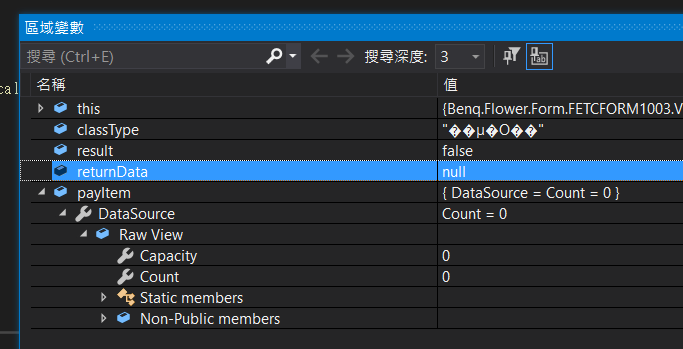 區域變數
搜尋 (Ctrl+E)
搜尋深度: 3
名稱 值
cal
this {Benq.Flower.Form.FETCFORM1003.V
classType "��µ�O��"
result false
returnData null
payItem { DataSource = Count = 0 }
DataSource Count = 0
Raw View
Capacity 0
Count 0
Static members
Non-Public members